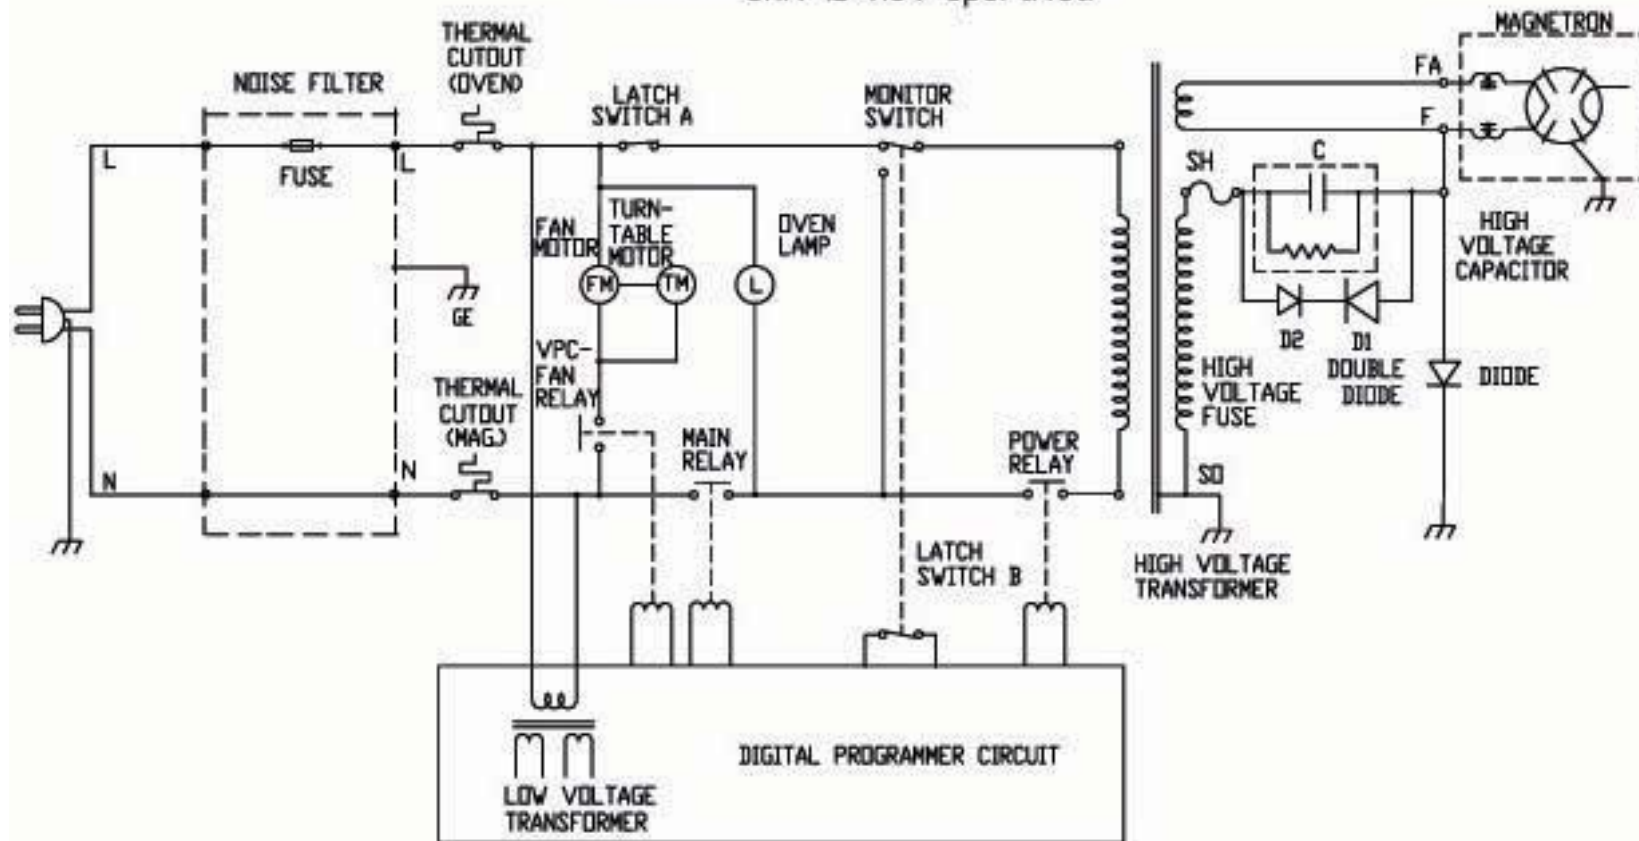 MAGNETRON
THERMAL
CUTOUT
(OVEN)
NOISE FILTER
LATCH
SWITCH A
MONITOR
SWITCH
FA
F
L
FUSE
L
SH
C
FAN
MOTOR
TURN-
TABLE
MOTOR
OVEN
LAMP
HIGH
VOLTAGE
CAPACITOR
FM
TM
L
GE
D2
D1
DOUBLE
DIODE
VPC-
FAN
RELAY
THERMAL
CUTOUT
(MAG.)
HIGH
VOLTAGE
FUSE
DIODE
MAIN
RELAY
POWER
RELAY
N
N
SO
LATCH
SWITCH B
HIGH VOLTAGE
TRANSFORMER
DIGITAL PROGRAMMER CIRCUIT
LOW VOLTAGE
TRANSFORMER